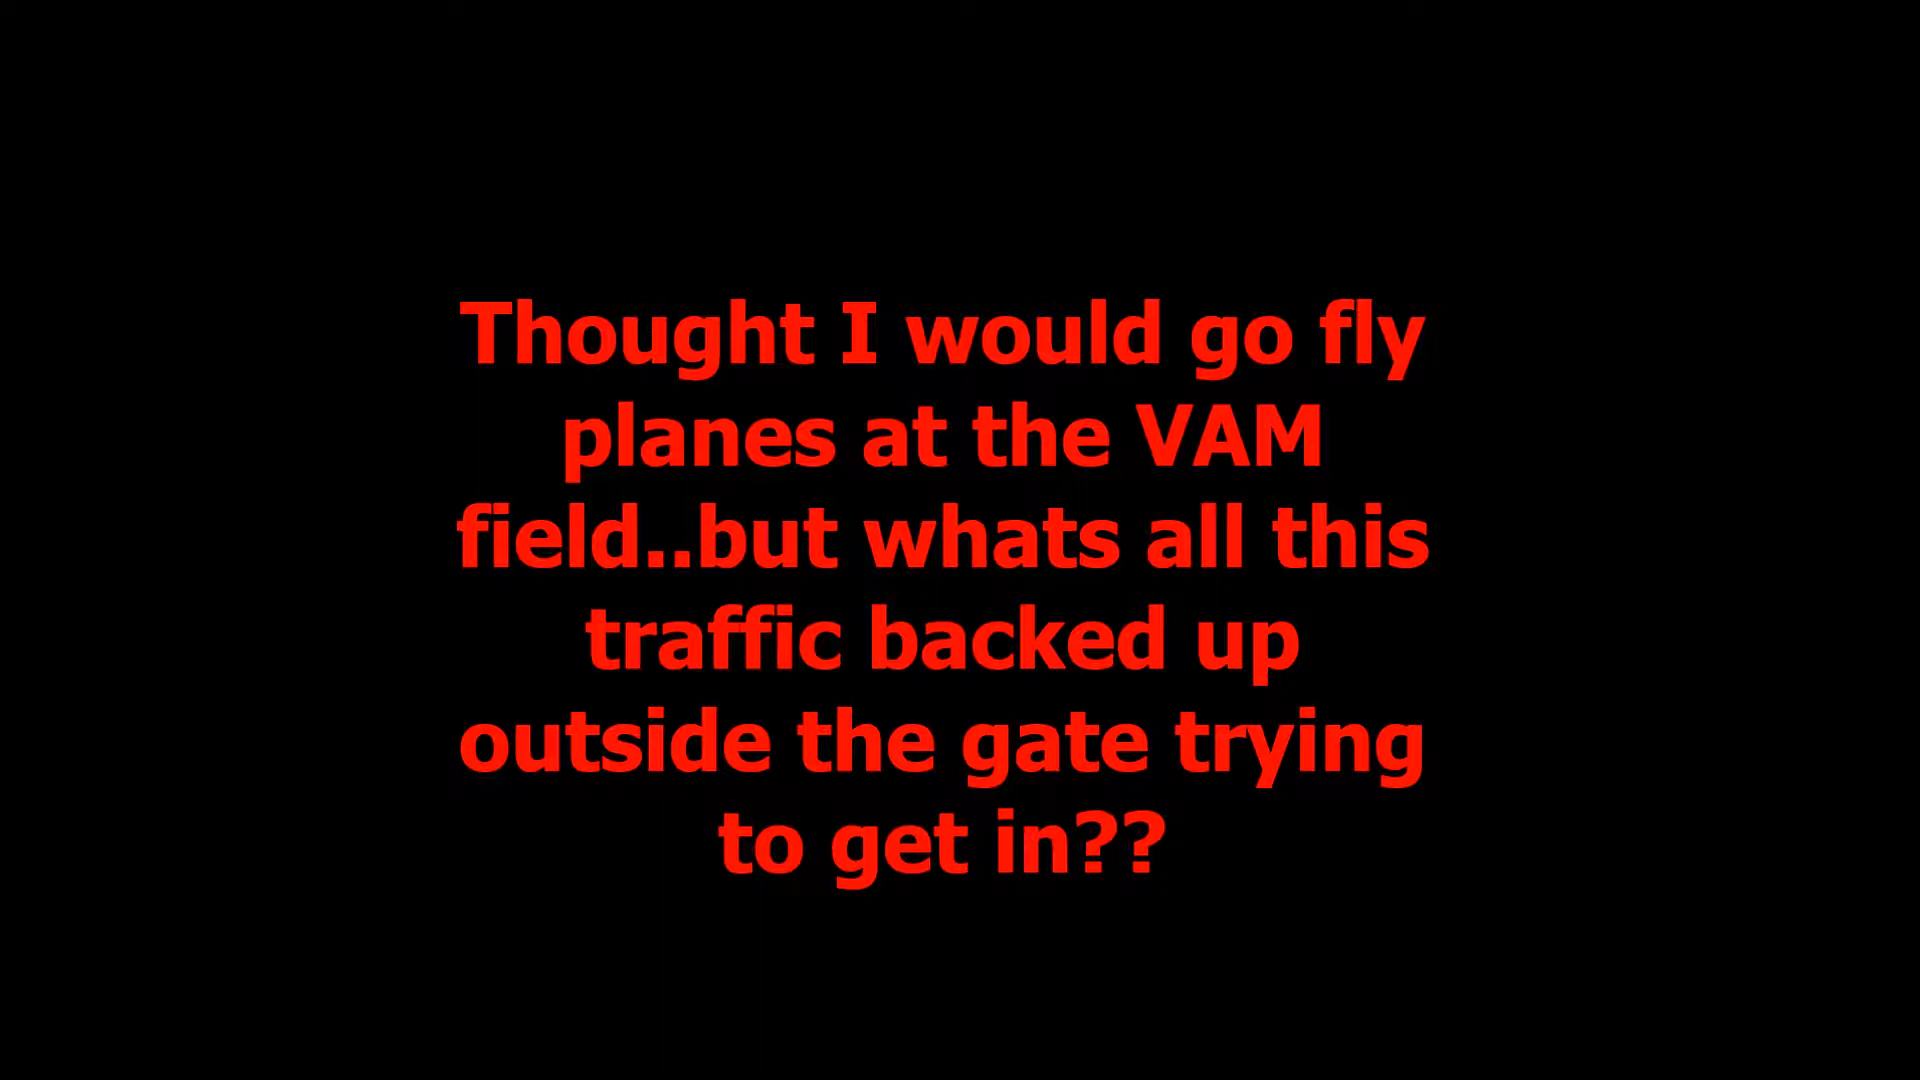 Thought I would go fly
planes at the VAM
field..but whats all this
traffic backed up
outside the gate trying
to get in??